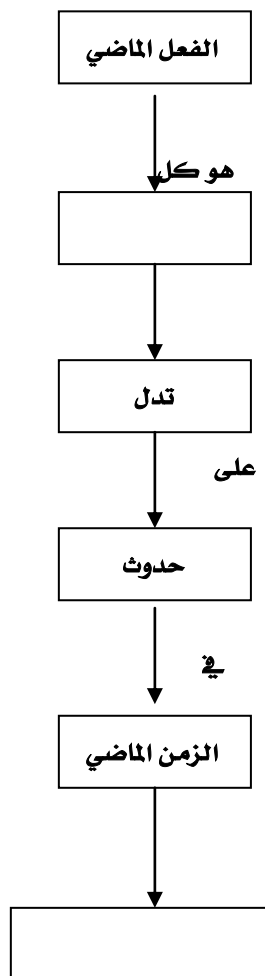 الفعل الماضي
هو كل
تدل
على
حدوث
في
الزمن الماضي